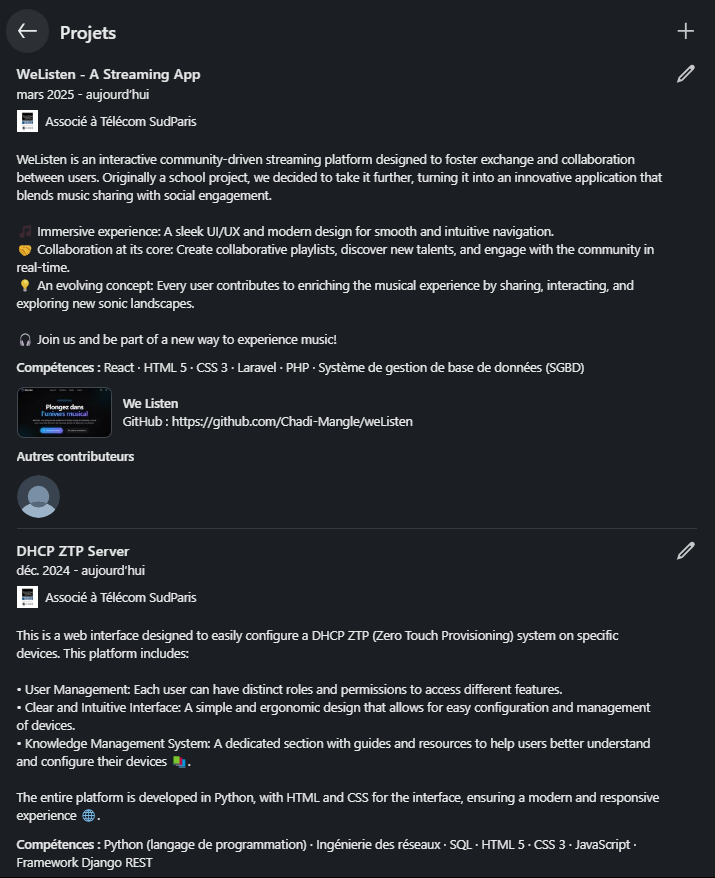 Projets
WeListen - A Streaming App
mars 2025 - aujourd’hui
Associé à Télécom SudParis
WeListen is an interactive community-driven streaming platform designed to foster exchange and collaboration
between users. Originally a school project, we decided to take it further, turning it into an innovative application that
blends music sharing with social engagement.
🎵 Immersive experience: A sleek UI/UX and modern design for smooth and intuitive navigation.
🤝 Collaboration at its core: Create collaborative playlists, discover new talents, and engage with the community in
real-time.
💡 An evolving concept: Every user contributes to enriching the musical experience by sharing, interacting, and
exploring new sonic landscapes.
🎧 Join us and be part of a new way to experience music!
Compétences : React · HTML 5 · CSS 3 · Laravel · PHP · Système de gestion de base de données (SGBD)
Plongez dans
l'univers musical
We Listen
GitHub : https://github.com/Chadi-Mangle/weListen
Autres contributeurs
DHCP ZTP Server
déc. 2024 - aujourd’hui
Associé à Télécom SudParis
This is a web interface designed to easily configure a DHCP ZTP (Zero Touch Provisioning) system on specific
devices. This platform includes:
• User Management: Each user can have distinct roles and permissions to access different features.
• Clear and Intuitive Interface: A simple and ergonomic design that allows for easy configuration and management
of devices.
• Knowledge Management System: A dedicated section with guides and resources to help users better understand
and configure their devices 📚.
The entire platform is developed in Python, with HTML and CSS for the interface, ensuring a modern and responsive
experience 🌐.
Compétences : Python (langage de programmation) · Ingénierie des réseaux · SQL · HTML 5 · CSS 3 · JavaScript ·
Framework Django REST